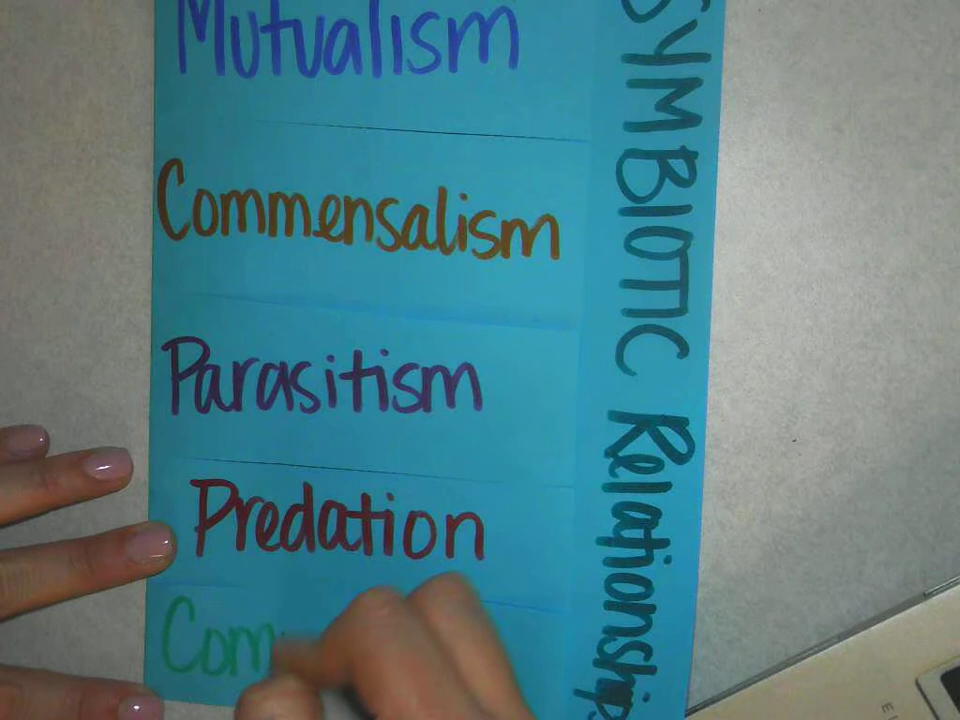 Mutualism
Commensalism
Parasitism
Predation
Com
SYMBIOTIC Relationships